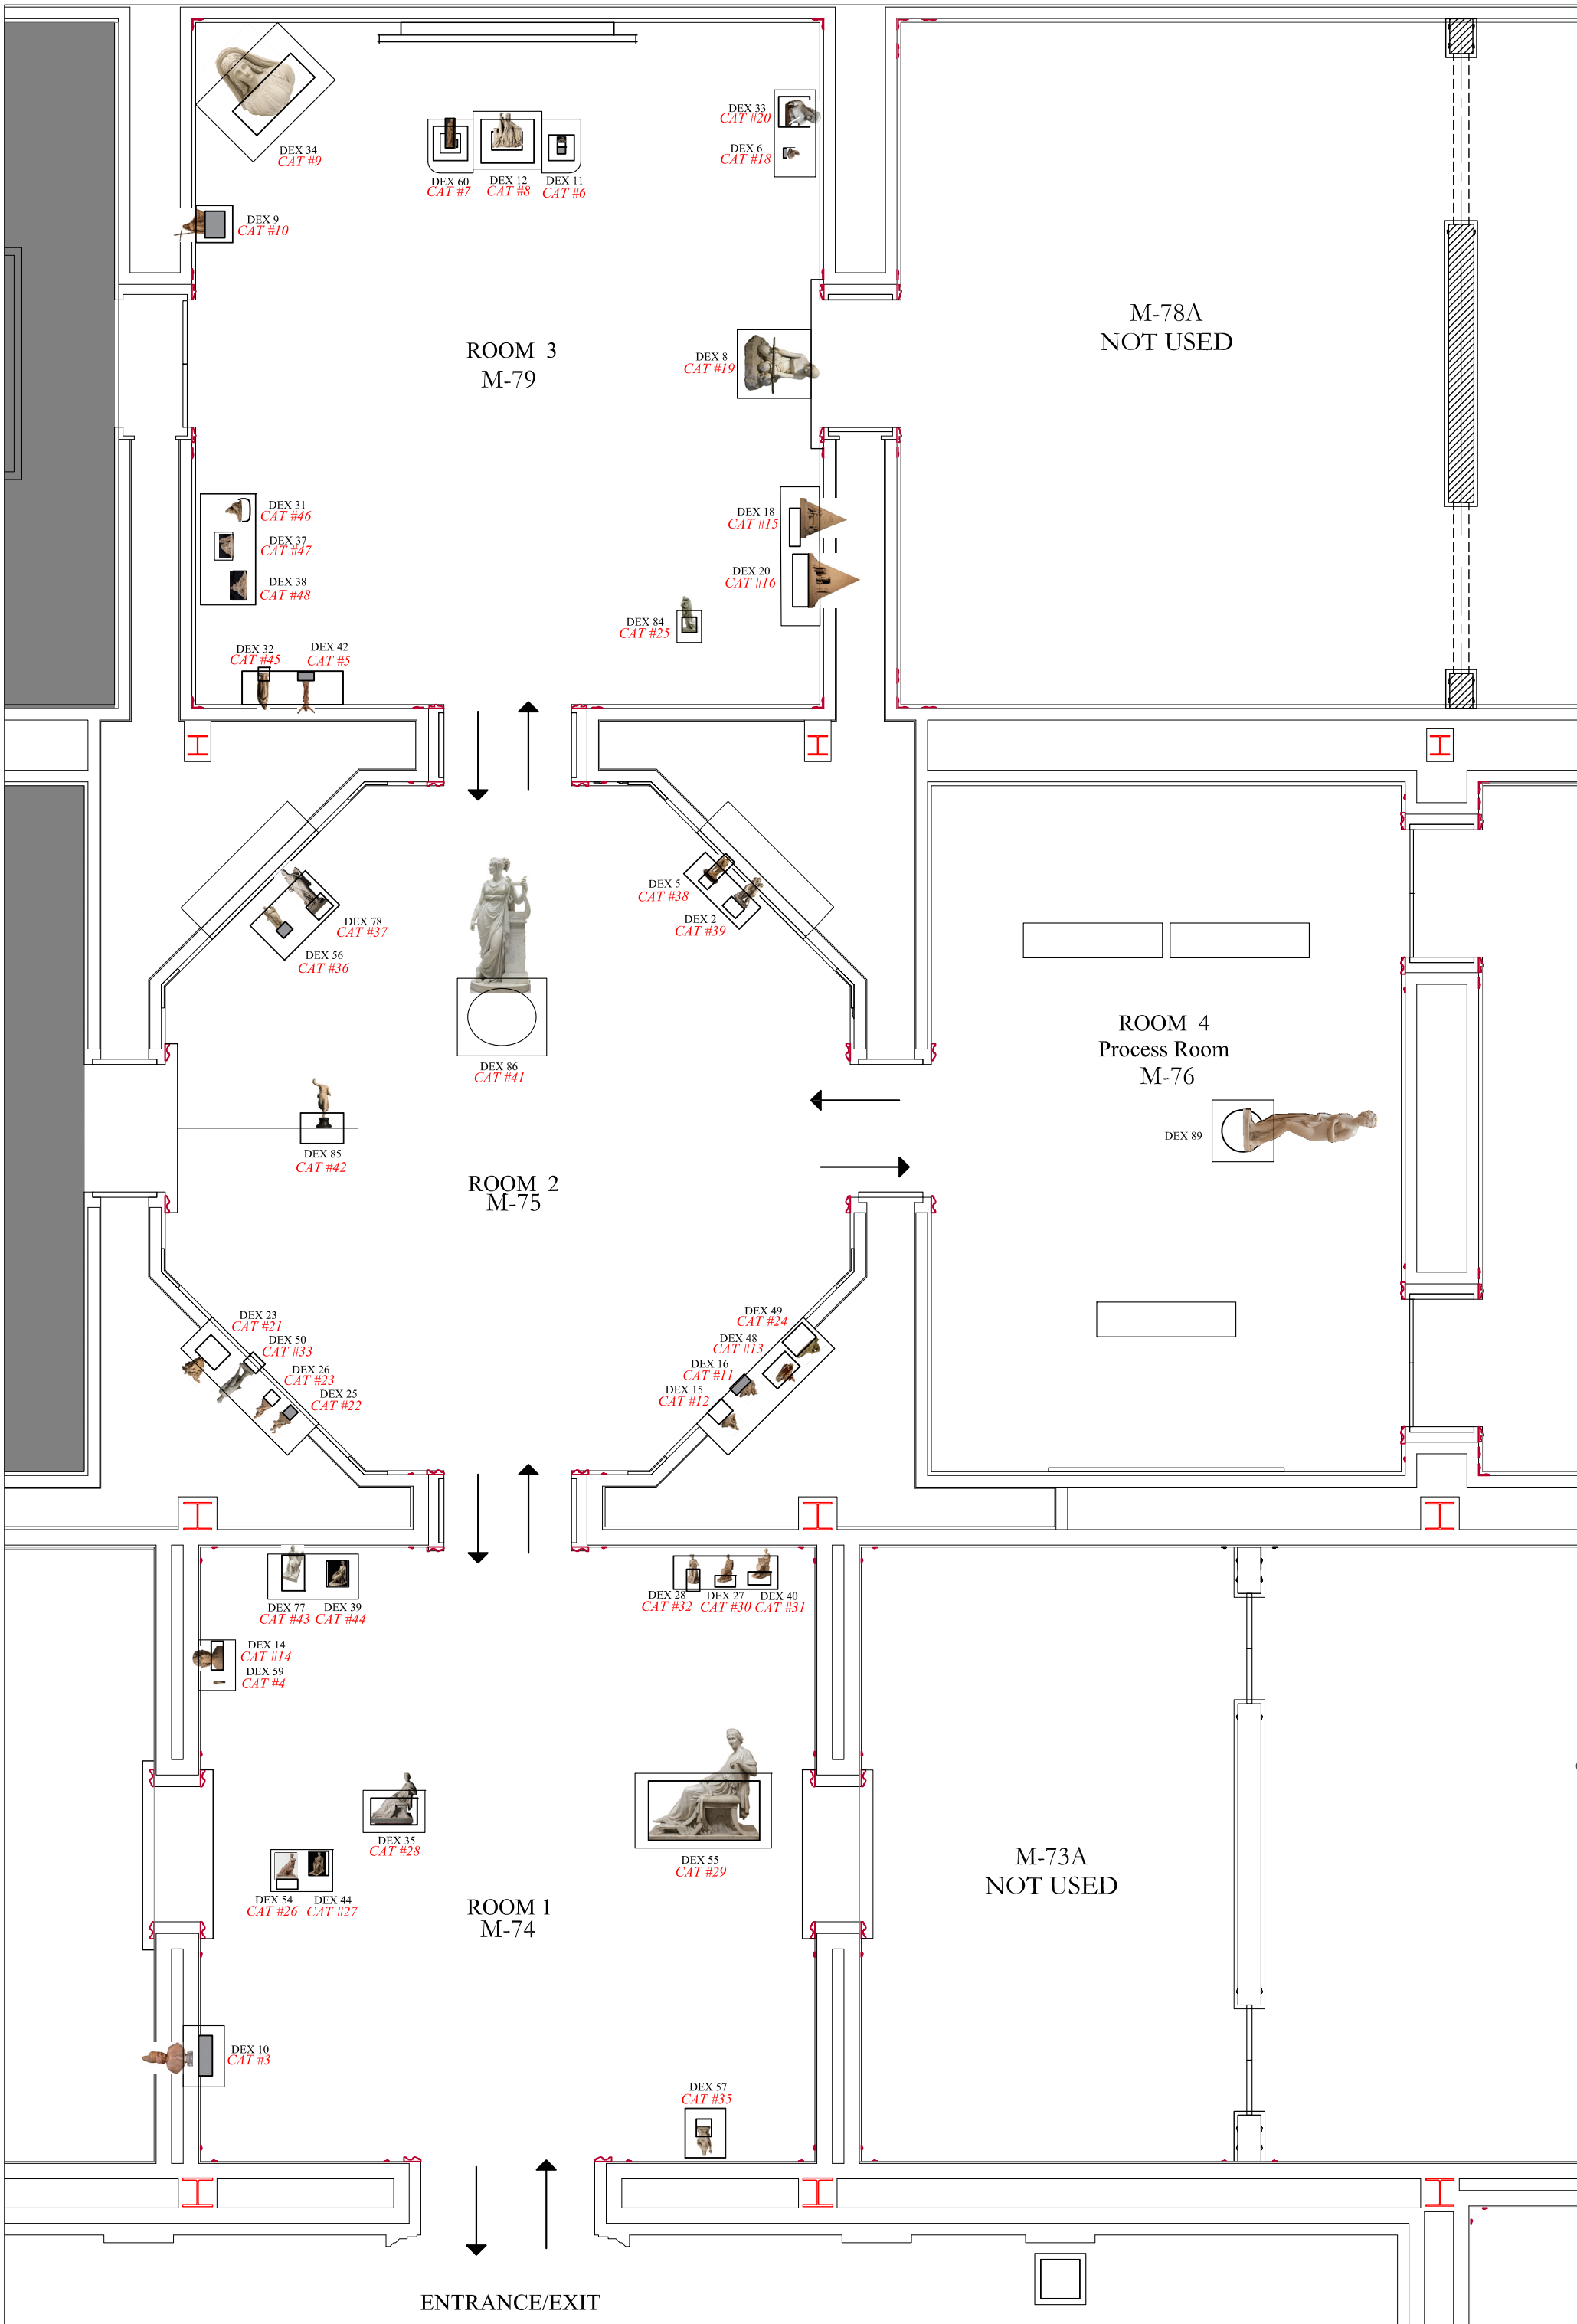 DEX 34
CAT #9
DEX 60
CAT #7
DEX 12
CAT #8
DEX 11
CAT #6
DEX 33
CAT #20
DEX 6
CAT #18
DEX 9
CAT #10
M-78A
NOT USED
ROOM 3
M-79
DEX 8
CAT #19
DEX 31
CAT #46
DEX 37
CAT #47
DEX 38
CAT #48
DEX 18
CAT #15
DEX 20
CAT #16
DEX 84
CAT #25
DEX 32
CAT #45
DEX 42
CAT #5
DEX 78
CAT #37
DEX 56
CAT #36
DEX 5
CAT #38
DEX 2
CAT #39
DEX 86
CAT #41
ROOM 4
Process Room
M-76
DEX 89
DEX 85
CAT #42
ROOM 2
M-75
DEX 23
CAT #21
DEX 50
CAT #33
DEX 26
CAT #23
DEX 25
CAT #22
DEX 49
CAT #24
DEX 48
CAT #13
DEX 16
CAT #11
DEX 15
CAT #12
DEX 77
CAT #43
DEX 39
CAT #44
DEX 28
CAT #32
DEX 27
CAT #30
DEX 40
CAT #31
DEX 14
CAT #14
DEX 59
CAT #4
DEX 35
CAT #28
DEX 55
CAT #29
DEX 54
CAT #26
DEX 44
CAT #27
M-73A
NOT USED
ROOM 1
M-74
DEX 10
CAT #3
DEX 57
CAT #35
ENTRANCE/EXIT